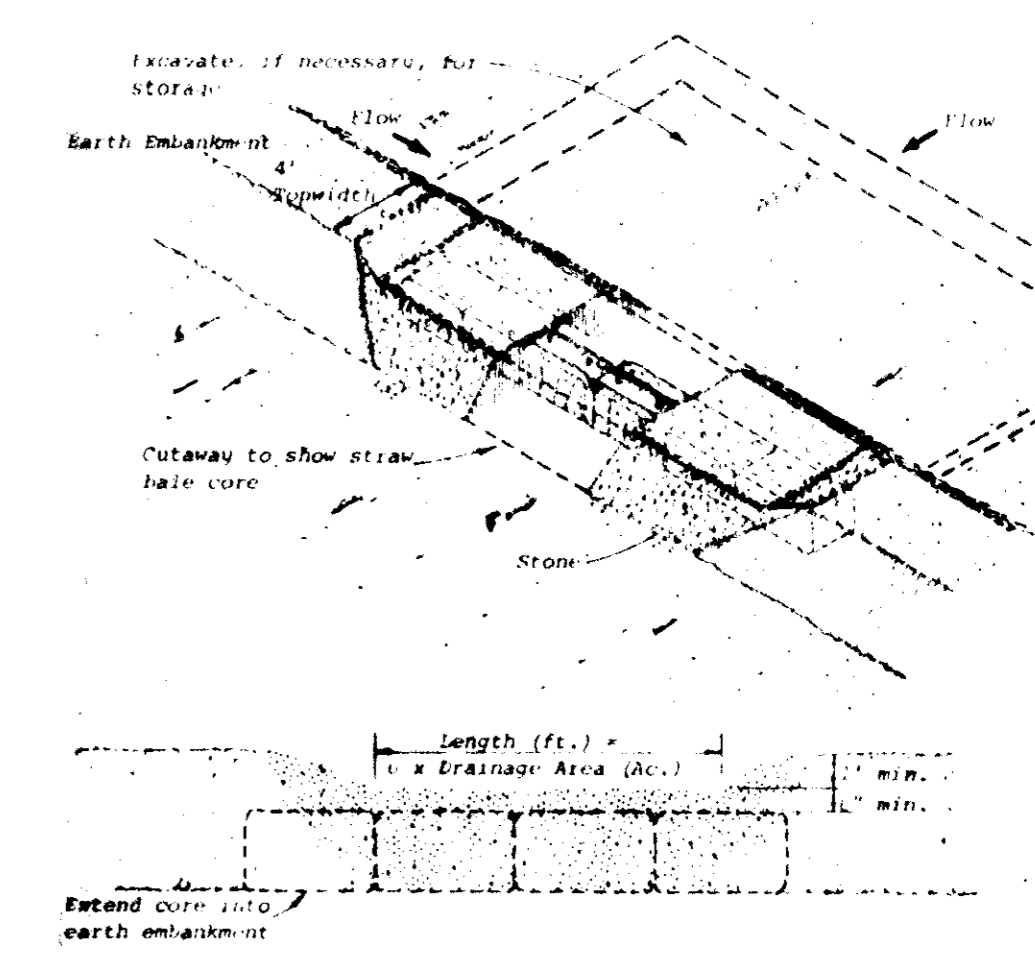 Excavate, if necessary, for
storage
Flow
Flow
Earth Embankment
4'
Topwidth
Cutaway to show straw
bale core
Stone
Length (ft.) =
6 x Drainage Area (Ac.)
min.
min.
Extend core into
earth embankment